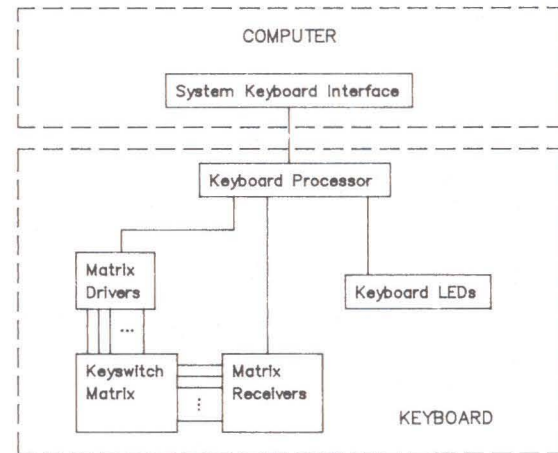 COMPUTER
System Keyboard Interface
Keyboard Processor
Matrix
Drivers
Keyboard LEDs
...
Keyswitch
Matrix
Matrix
Receivers
...
KEYBOARD